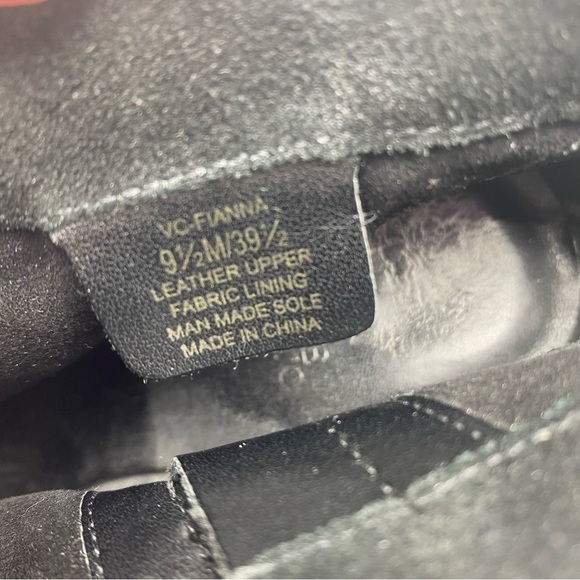 VC-FIANNA
9½M/39½
LEATHER UPPER
FABRIC LINING
MAN MADE SOLE
MADE IN CHINA